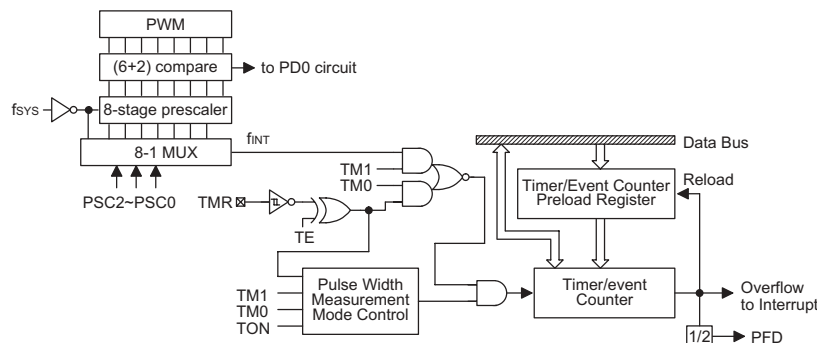 PWM
(6+2) compare
to PD0 circuit
fSYS
8-stage prescaler
8-1 MUX
fINT
PSC2~PSC0
TM1
TM0
TMR
TE
Data Bus
Timer/Event Counter
Preload Register
Reload
TM1
TM0
TON
Pulse Width
Measurement
Mode Control
Timer/event
Counter
Overflow
to Interrupt
1/2
PFD